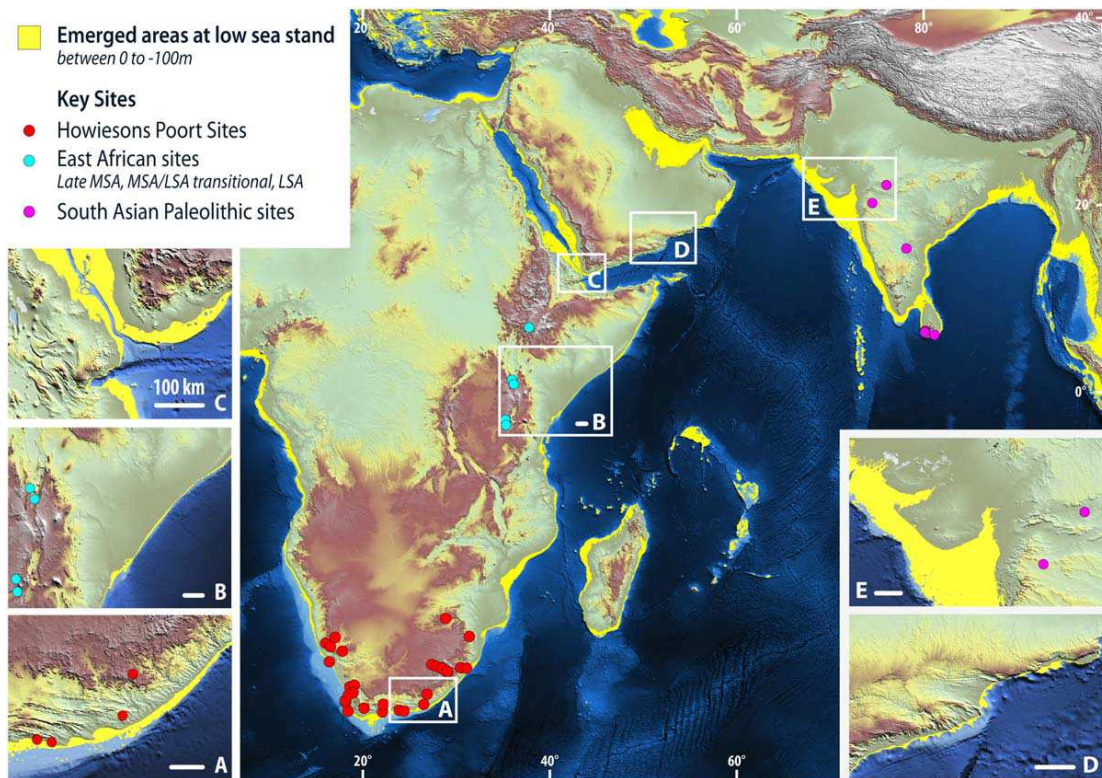 Emerged areas at low sea stand
between 0 to -100m
Key Sites
Howiesons Poort Sites
East African sites
Late MSA, MSA/LSA transitional, LSA
South Asian Paleolithic sites
40°
60°
80°
40°
20°
0°
E
D
C
B
A
100 km
C
B
A
E
D
20°
40°
60°